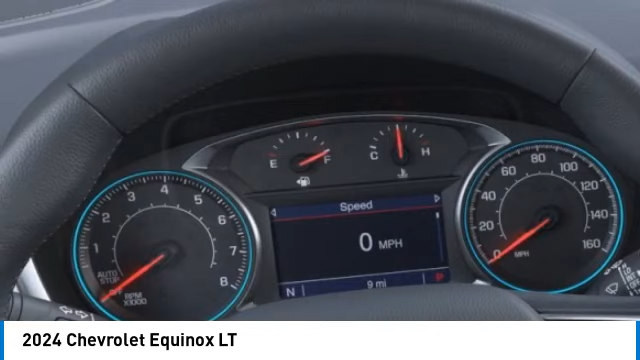 E F
C H
1 2 3 4 5 6 7 8
AUTO
STOP
RPM
X1000
Speed
0 MPH
N 9 mi
0 20 40 60 80 100 120 140 160
MPH
2024 Chevrolet Equinox LT